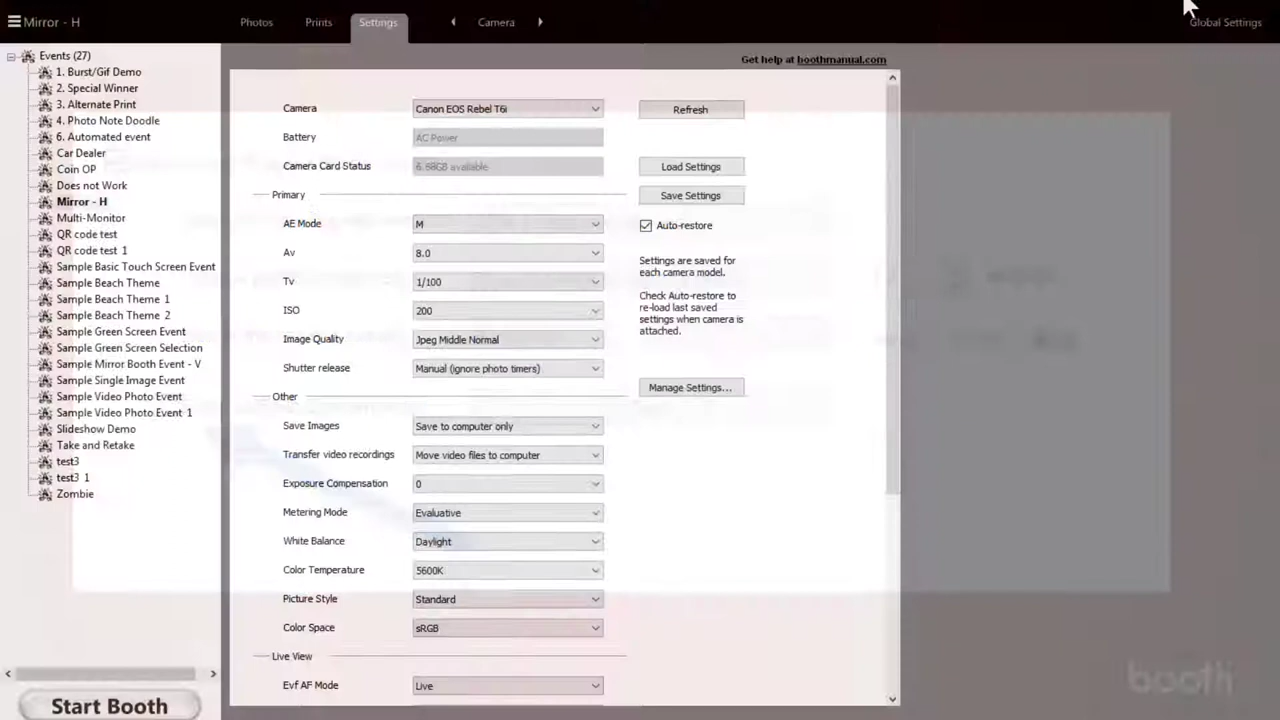 Mirror - H
Photos
Prints
Settings
Camera
Global Settings
Events (27)
1. Burst/Gif Demo
2. Special Winner
3. Alternate Print
4. Photo Note Doodle
6. Automated event
Car Dealer
Coin OP
Does not Work
Mirror - H
Multi-Monitor
QR code test
QR code test 1
Sample Basic Touch Screen Event
Sample Beach Theme
Sample Beach Theme 1
Sample Beach Theme 2
Sample Green Screen Event
Sample Green Screen Selection
Sample Mirror Booth Event - V
Sample Single Image Event
Sample Video Photo Event
Sample Video Photo Event 1
Slideshow Demo
Take and Retake
test3
test3 1
Zombie
Start Booth
Get help at boothmanual.com
Camera Canon EOS Rebel T6i Refresh
Battery AC Power
Camera Card Status 6.88GB available Load Settings
Primary Save Settings
AE Mode M Auto-restore
Av 8.0
Tv 1/100
ISO 200
Image Quality Jpeg Middle Normal
Shutter release Manual (ignore photo timers)
Settings are saved for
each camera model.
Check Auto-restore to
re-load last saved
settings when camera is
attached.
Manage Settings...
Other
Save Images Save to computer only
Transfer video recordings Move video files to computer
Exposure Compensation 0
Metering Mode Evaluative
White Balance Daylight
Color Temperature 5600K
Picture Style Standard
Color Space sRGB
Live View
Evf AF Mode Live
booth